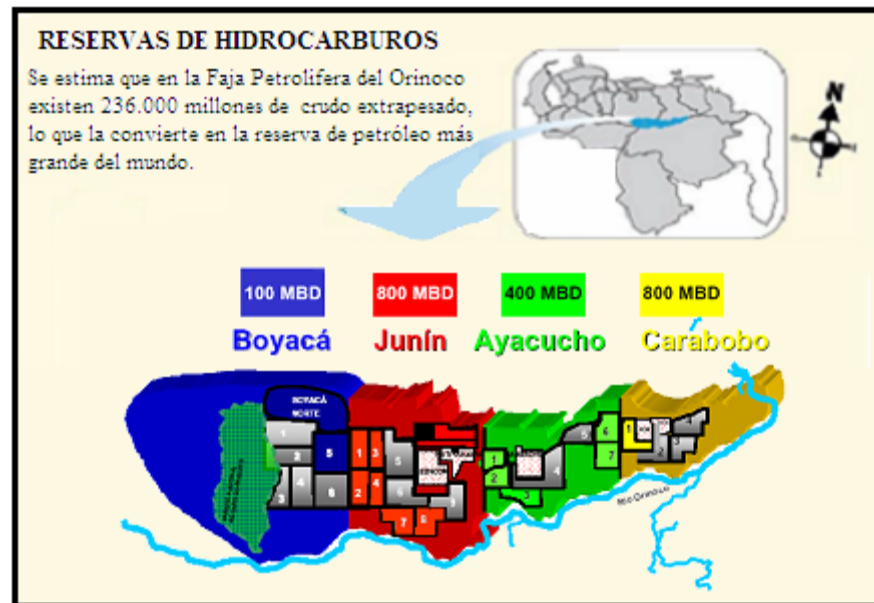 RESERVAS DE HIDROCARBUROS
Se estima que en la Faja Petrolifera del Orinoco
existen 236.000 millones de crudo extrapesado,
lo que la convierte en la reserva de petróleo más
grande del mundo.
N
100 MBD
800 MBD
400 MBD
800 MBD
Boyacá
Junín
Ayacucho
Carabobo
BOYACÁ
NORTE
1
2
3
4
5
6
1
3
5
2
4
6
7
8
1
2
3
4
5
6
7
1
2
3
4
Rio Orinoco